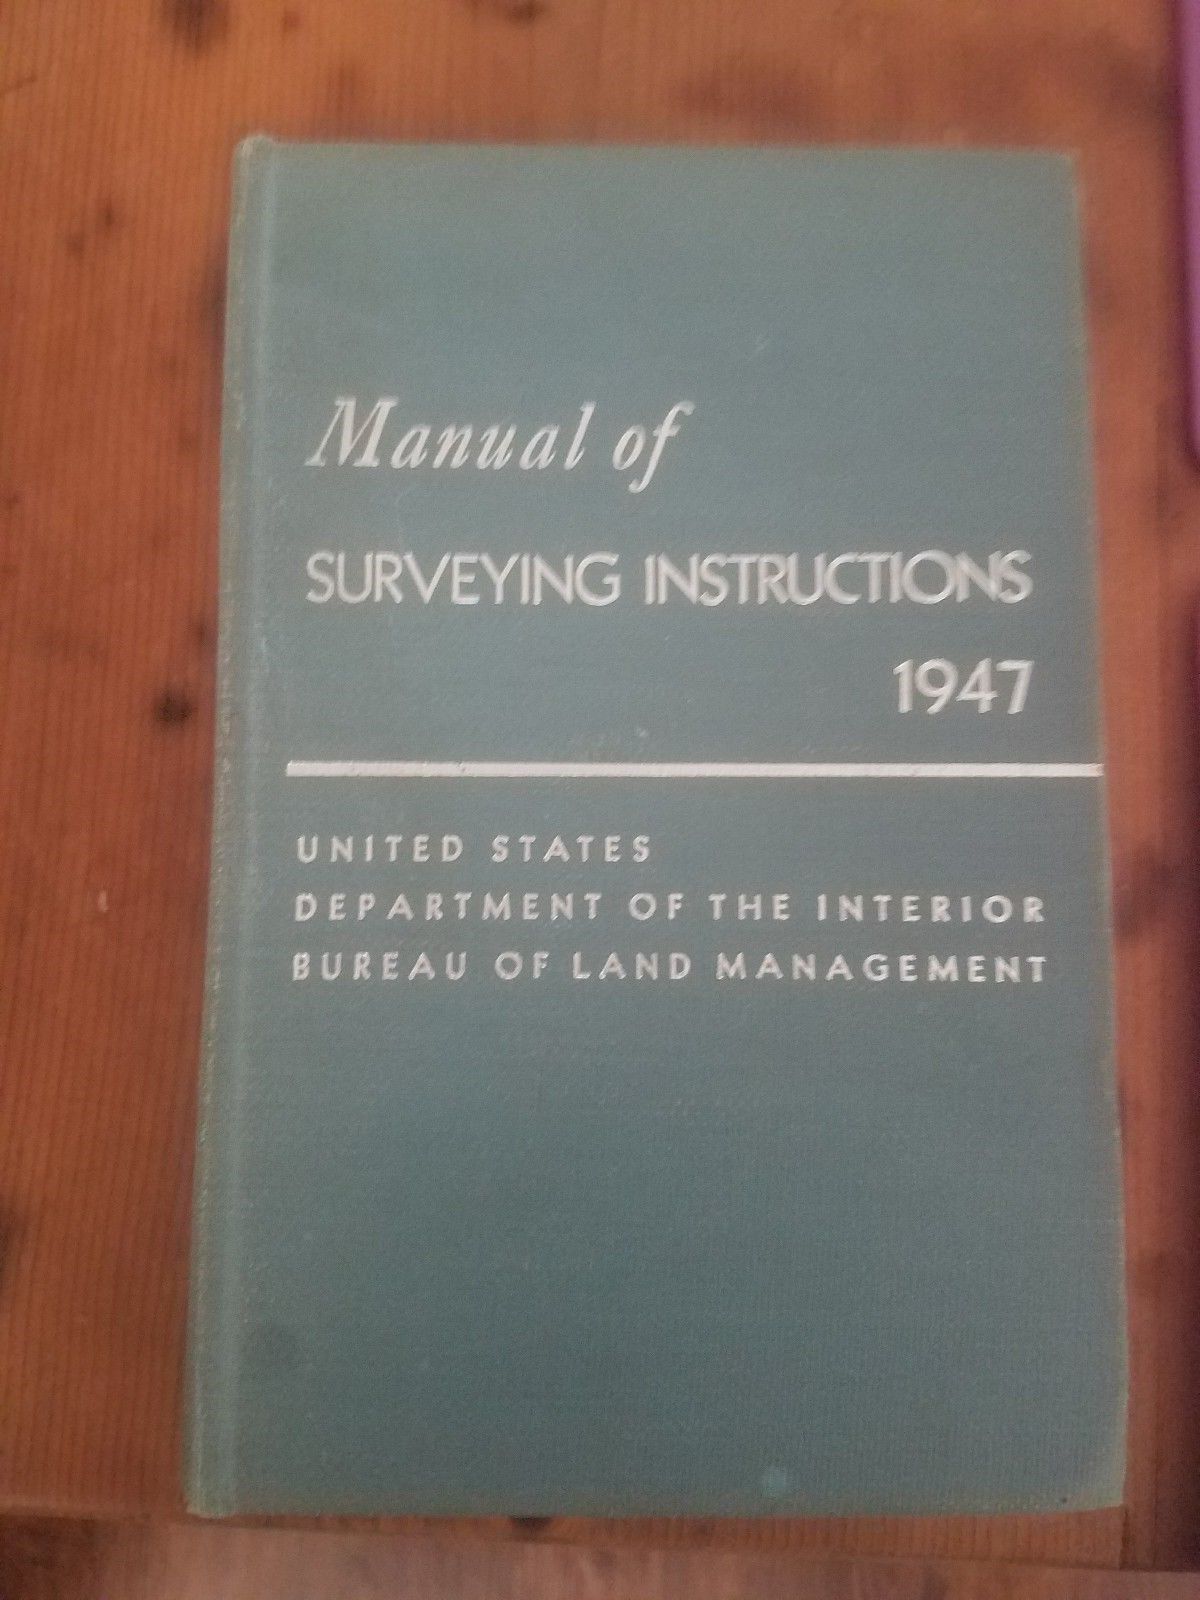 Manual of
SURVEYING INSTRUCTIONS
1947
UNITED STATES
DEPARTMENT OF THE INTERIOR
BUREAU OF LAND MANAGEMENT